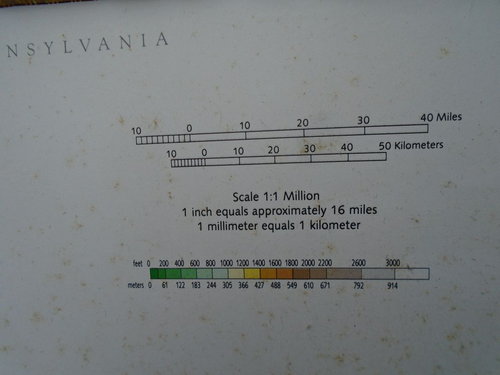 NSYLVANIA
10 0 10 20 30 40 Miles
10 0 10 20 30 40 50 Kilometers
Scale 1:1 Million
1 inch equals approximately 16 miles
1 millimeter equals 1 kilometer
feet 0 200 400 600 800 1000 1200 1400 1600 1800 2000 2200 2600 3000
meters 0 61 122 183 244 305 366 427 488 549 610 671 792 914